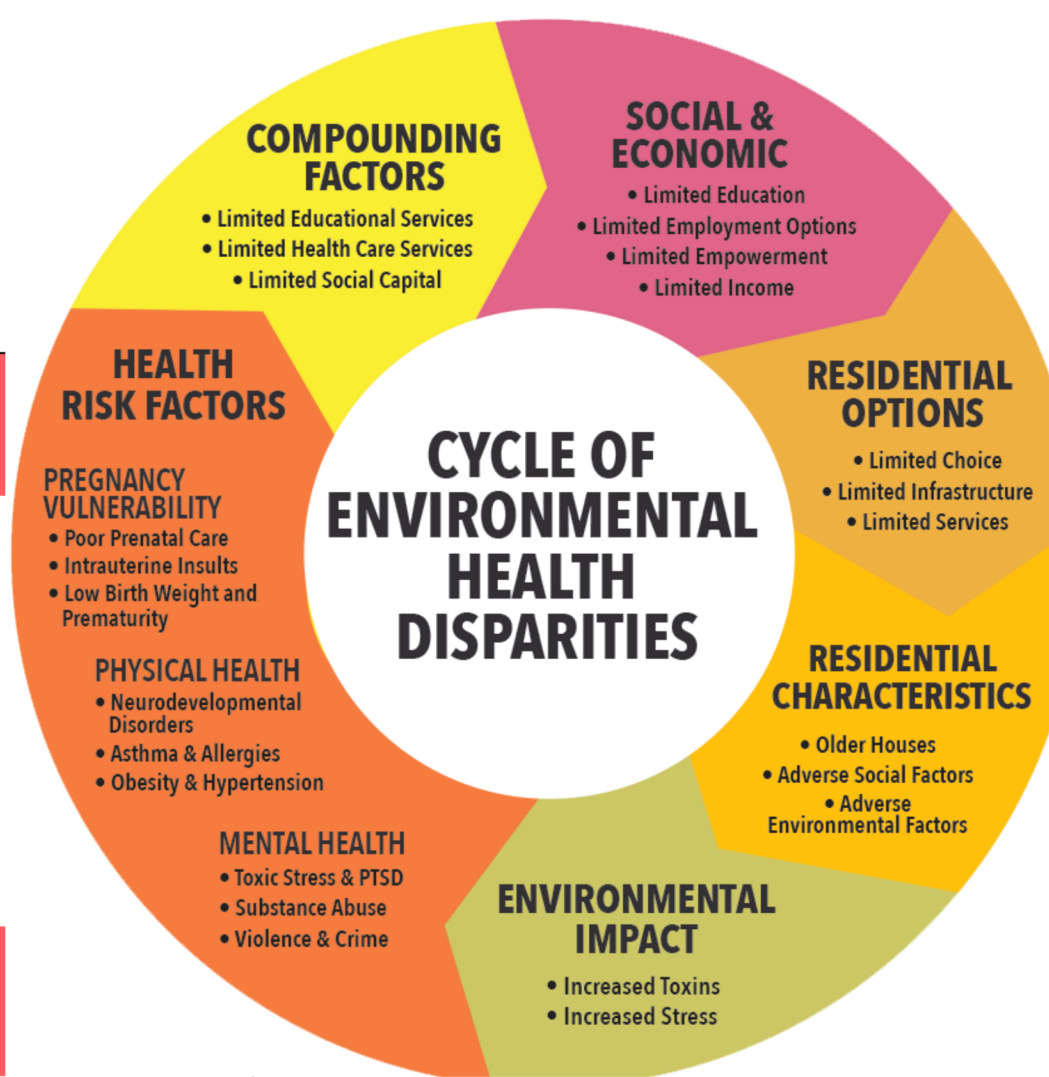 CYCLE OF
ENVIRONMENTAL
HEALTH
DISPARITIES
SOCIAL &
ECONOMIC
• Limited Education
• Limited Employment Options
• Limited Empowerment
• Limited Income
RESIDENTIAL
OPTIONS
• Limited Choice
• Limited Infrastructure
• Limited Services
RESIDENTIAL
CHARACTERISTICS
• Older Houses
• Adverse Social Factors
• Adverse
Environmental Factors
ENVIRONMENTAL
IMPACT
• Increased Toxins
• Increased Stress
HEALTH
RISK FACTORS
PREGNANCY
VULNERABILITY
• Poor Prenatal Care
• Intrauterine Insults
• Low Birth Weight and
Prematurity
PHYSICAL HEALTH
• Neurodevelopmental
Disorders
• Asthma & Allergies
• Obesity & Hypertension
MENTAL HEALTH
• Toxic Stress & PTSD
• Substance Abuse
• Violence & Crime
COMPOUNDING
FACTORS
• Limited Educational Services
• Limited Health Care Services
• Limited Social Capital